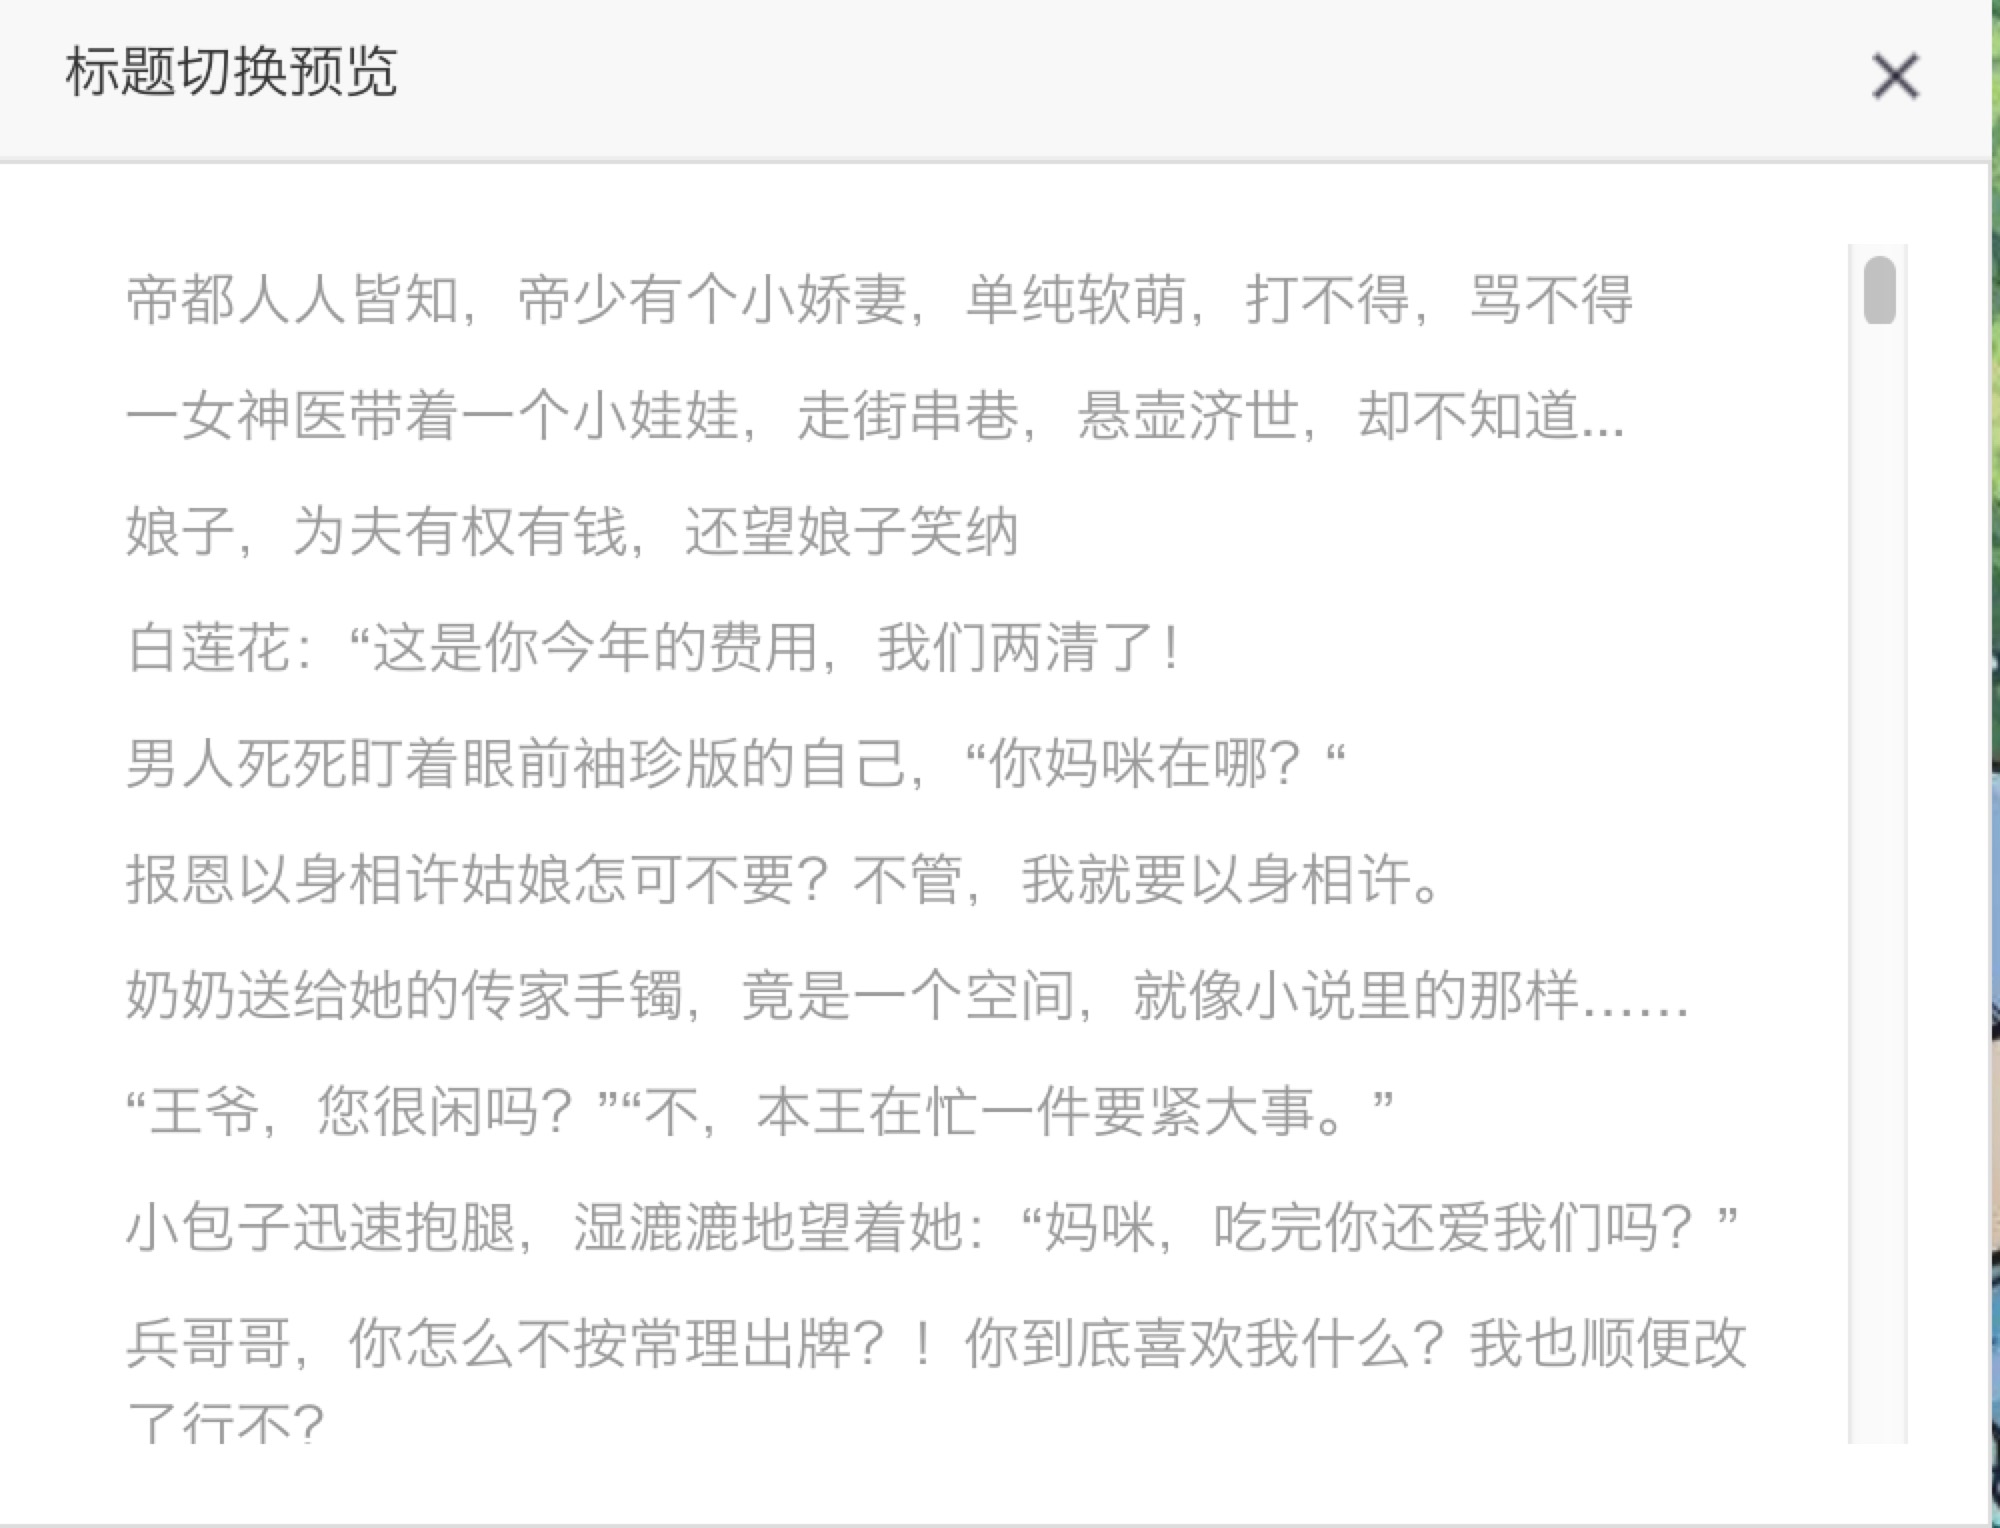 标题切换预览
帝都人人皆知，帝少有个小娇妻，单纯软萌，打不得，骂不得
一女神医带着一个小娃娃，走街串巷，悬壶济世，却不知道...
娘子，为夫有权有钱，还望娘子笑纳
白莲花：“这是你今年的费用，我们两清了！
男人死死盯着眼前袖珍版的自己，“你妈咪在哪？“
报恩以身相许姑娘怎可不要？不管，我就要以身相许。
奶奶送给她的传家手镯，竟是一个空间，就像小说里的那样……
“王爷，您很闲吗？”“不，本王在忙一件要紧大事。”
小包子迅速抱腿，湿漉漉地望着她：“妈咪，吃完你还爱我们吗？”
兵哥哥，你怎么不按常理出牌？！你到底喜欢我什么？我也顺便改
了行不？